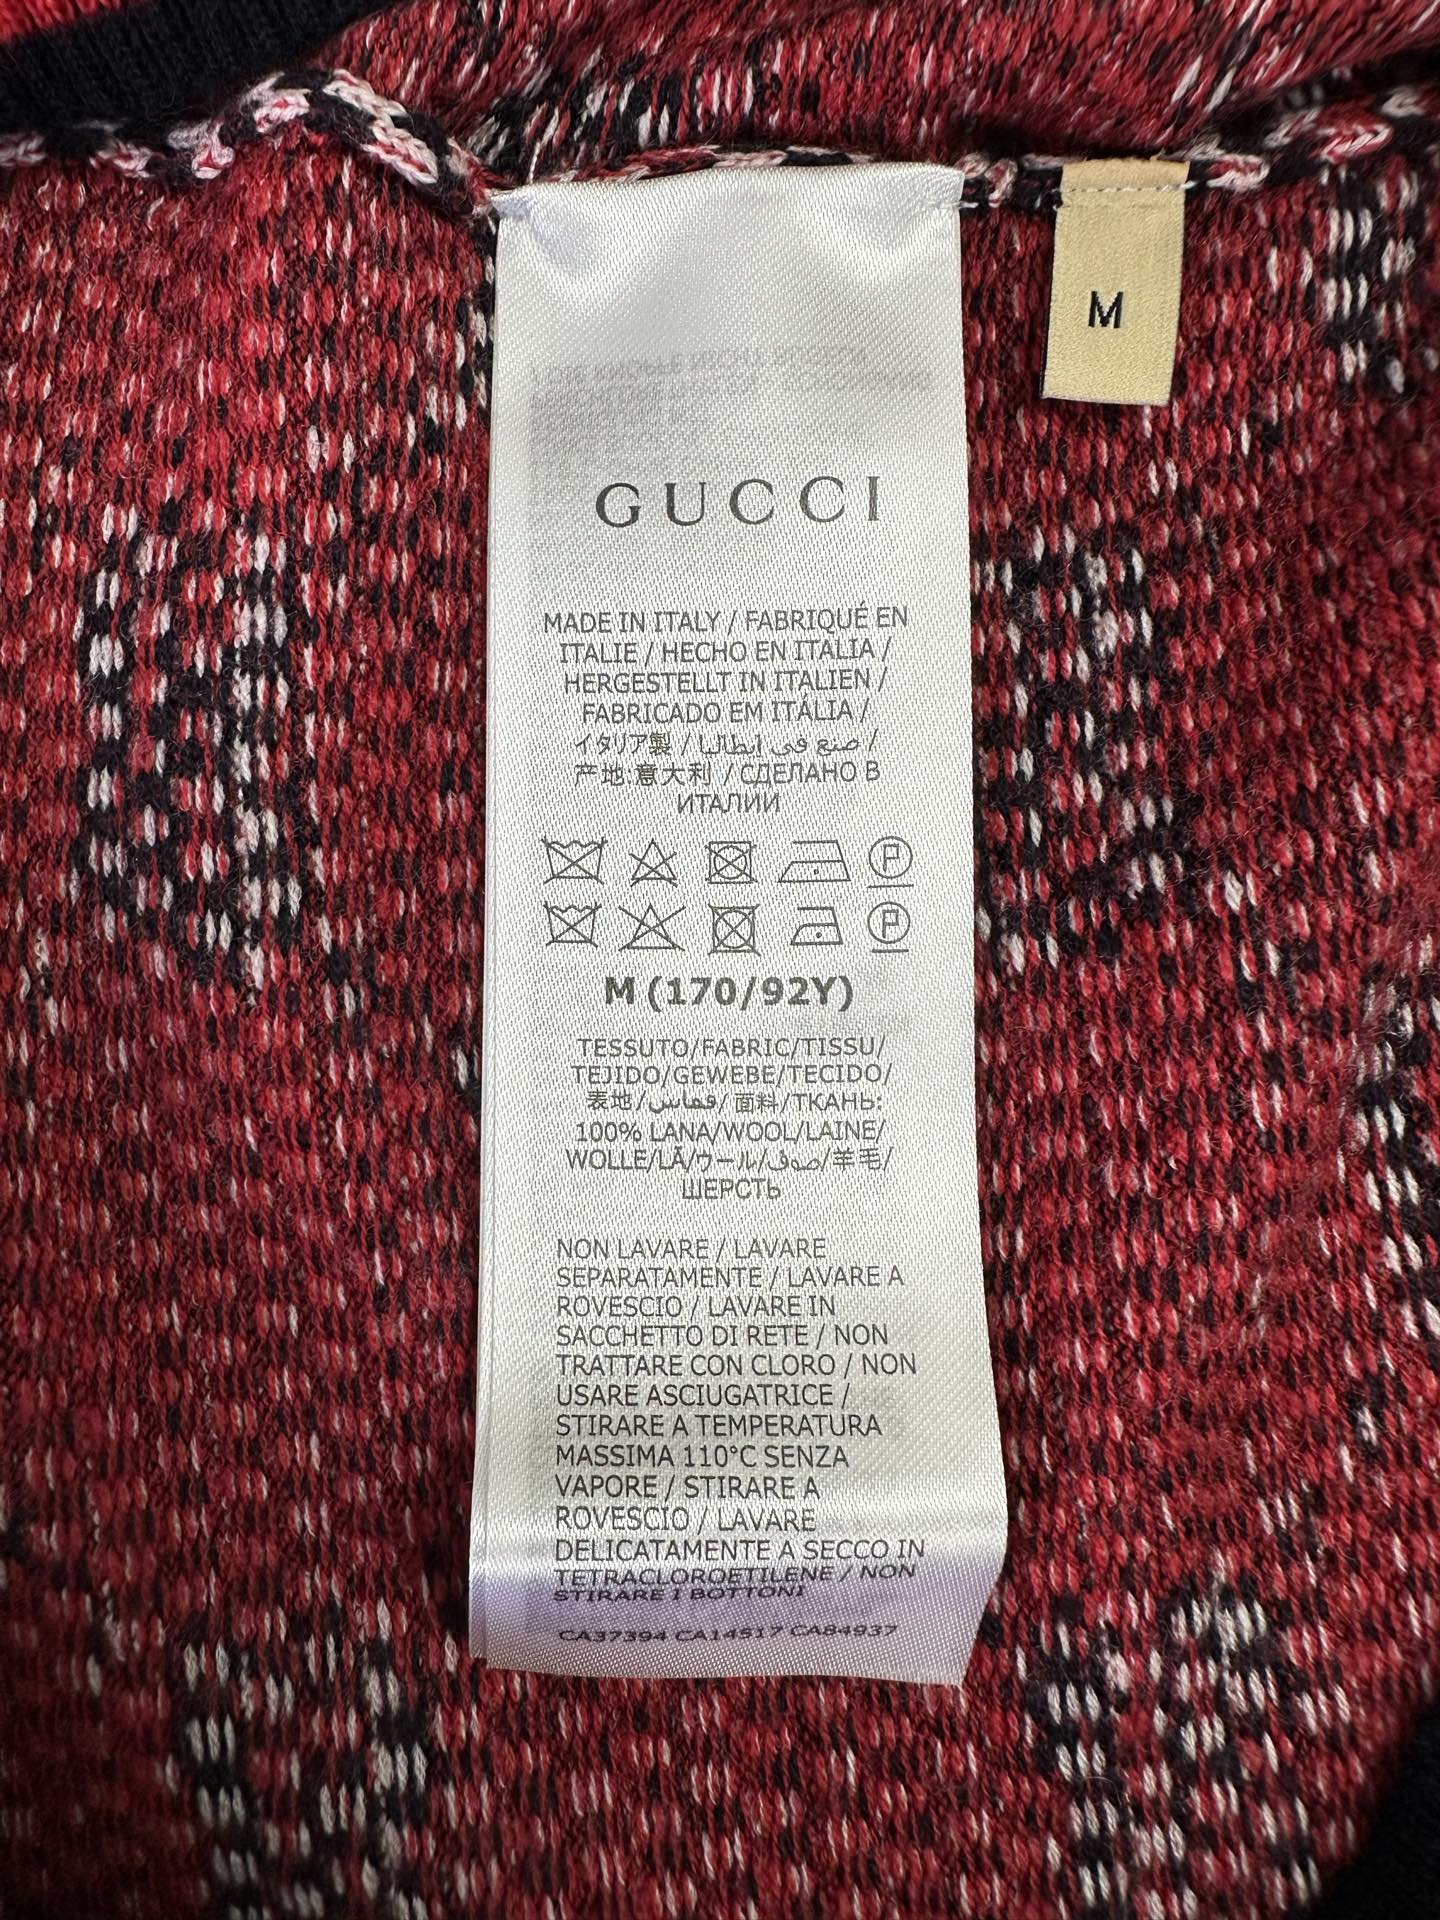 M
GUCCI
MADE IN ITALY / FABRIQUÉ EN
ITALIE / HECHO EN ITALIA /
HERGESTELLT IN ITALIEN /
FABRICADO EM ITÁLIA /
イタリア製 / صنع في إيطاليا /
产地:意大利 / СДЕЛАНО В
ИТАЛИИ
P
P
M (170/92Y)
TESSUTO/FABRIC/TISSU/
TEJIDO/GEWEBE/TECIDO/
表地/قماش/面料/ТКАНЬ:
100% LANA/WOOL/LAINE/
WOLLE/LÃ/ウール/صوف/羊毛/
ШЕРСТЬ
NON LAVARE / LAVARE
SEPARATAMENTE / LAVARE A
ROVESCIO / LAVARE IN
SACCHETTO DI RETE / NON
TRATTARE CON CLORO / NON
USARE ASCIUGATRICE /
STIRARE A TEMPERATURA
MASSIMA 110°C SENZA
VAPORE / STIRARE A
ROVESCIO / LAVARE
DELICATAMENTE A SECCO IN
TETRACLOROETILENE / NON
STIRARE I BOTTONI
CA37394 CA14517 CA84937